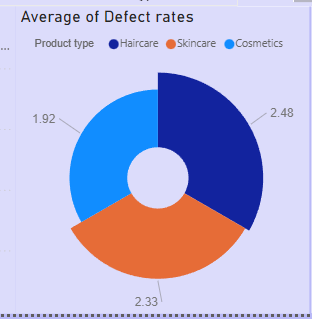 Average of Defect rates
Product type Haircare Skincare Cosmetics
...
2.48
1.92
2.33